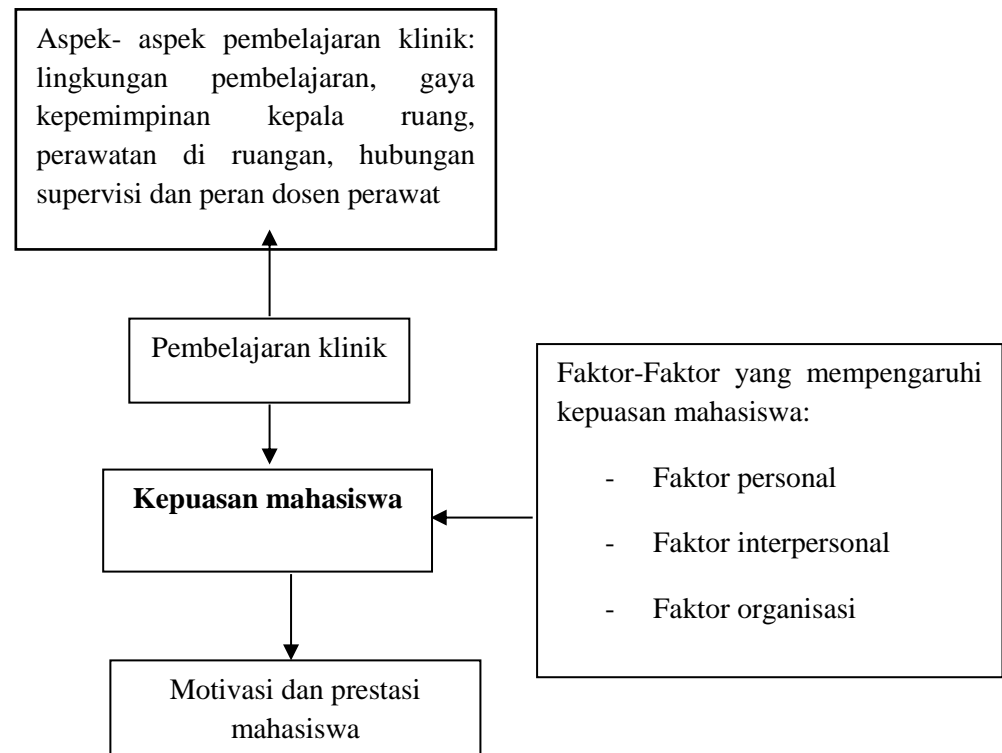 Aspek- aspek pembelajaran klinik:
lingkungan pembelajaran, gaya
kepemimpinan kepala ruang,
perawatan di ruangan, hubungan
supervisi dan peran dosen perawat
Pembelajaran klinik
Faktor-Faktor yang mempengaruhi
kepuasan mahasiswa:
- Faktor personal
- Faktor interpersonal
- Faktor organisasi
Kepuasan mahasiswa
Motivasi dan prestasi
mahasiswa